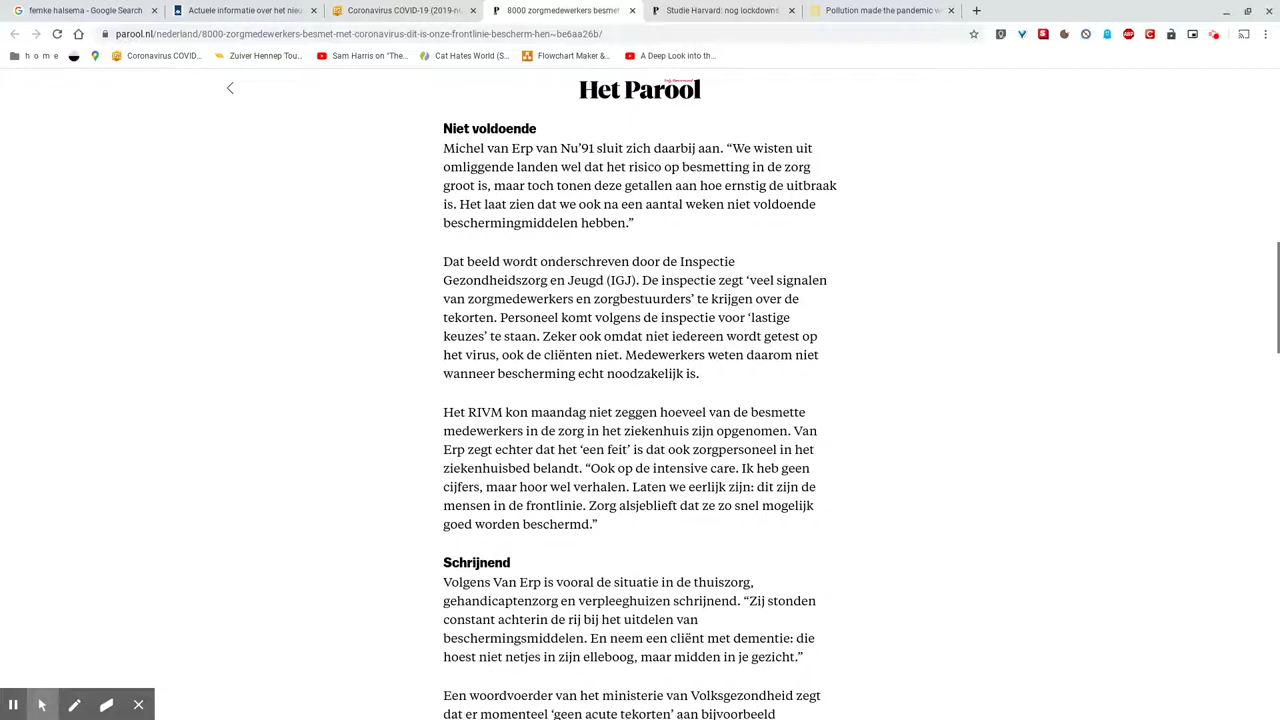 femke halsema - Google Search
Actuele informatie over het nieu
Coronavirus COVID-19 (2019-n
8000 zorgmedewerkers besmet
Studie Harvard: nog lockdowns
Pollution made the pandemic w
parool.nl/nederland/8000-zorgmedewerkers-besmet-met-coronavirus-dit-is-onze-frontlinie-bescherm-hen~be6aa26b/
h o m e
Coronavirus COVID...
Zuiver Hennep Tou...
Sam Harris on "The...
Cat Hates World (S...
Flowchart Maker &...
A Deep Look into th...
Het Parool
Niet voldoende
Michel van Erp van Nu’91 sluit zich daarbij aan. “We wisten uit
omliggende landen wel dat het risico op besmetting in de zorg
groot is, maar toch tonen deze getallen aan hoe ernstig de uitbraak
is. Het laat zien dat we ook na een aantal weken niet voldoende
beschermingmiddelen hebben.”
Dat beeld wordt onderschreven door de Inspectie
Gezondheidszorg en Jeugd (IGJ). De inspectie zegt ‘veel signalen
van zorgmedewerkers en zorgbestuurders’ te krijgen over de
tekorten. Personeel komt volgens de inspectie voor ‘lastige
keuzes’ te staan. Zeker ook omdat niet iedereen wordt getest op
het virus, ook de cliënten niet. Medewerkers weten daarom niet
wanneer bescherming echt noodzakelijk is.
Het RIVM kon maandag niet zeggen hoeveel van de besmette
medewerkers in de zorg in het ziekenhuis zijn opgenomen. Van
Erp zegt echter dat het ‘een feit’ is dat ook zorgpersoneel in het
ziekenhuisbed belandt. “Ook op de intensive care. Ik heb geen
cijfers, maar hoor wel verhalen. Laten we eerlijk zijn: dit zijn de
mensen in de frontlinie. Zorg alsjeblieft dat ze zo snel mogelijk
goed worden beschermd.”
Schrijnend
Volgens Van Erp is vooral de situatie in de thuiszorg,
gehandicaptenzorg en verpleeghuizen schrijnend. “Zij stonden
constant achterin de rij bij het uitdelen van
beschermingsmiddelen. En neem een cliënt met dementie: die
hoest niet netjes in zijn elleboog, maar midden in je gezicht.”
Een woordvoerder van het ministerie van Volksgezondheid zegt
dat er momenteel ‘geen acute tekorten’ aan bijvoorbeeld